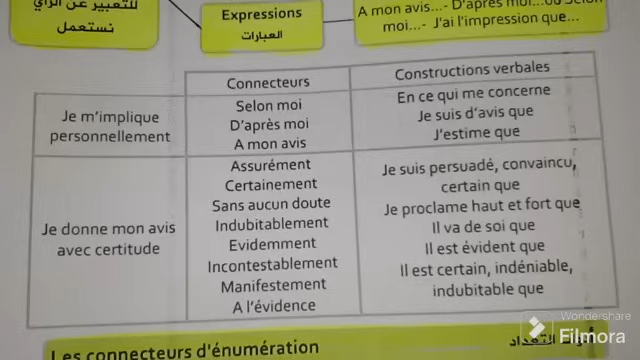 للتعبير عن الرأي
نستعمل
Expressions
العبارات
A mon avis...- D'après moi...ou Selon
moi...- J'ai l'impression que...
Connecteurs
Constructions verbales
Je m'implique
personnellement
Selon moi
D'après moi
A mon avis
En ce qui me concerne
Je suis d'avis que
J'estime que
Je donne mon avis
avec certitude
Assurément
Certainement
Sans aucun doute
Indubitablement
Evidemment
Incontestablement
Manifestement
A l'évidence
Je suis persuadé, convaincu,
certain que
Je proclame haut et fort que
Il va de soi que
Il est évident que
Il est certain, indéniable,
indubitable que
Les connecteurs d'énumération
التعداد
Wondershare
Filmora